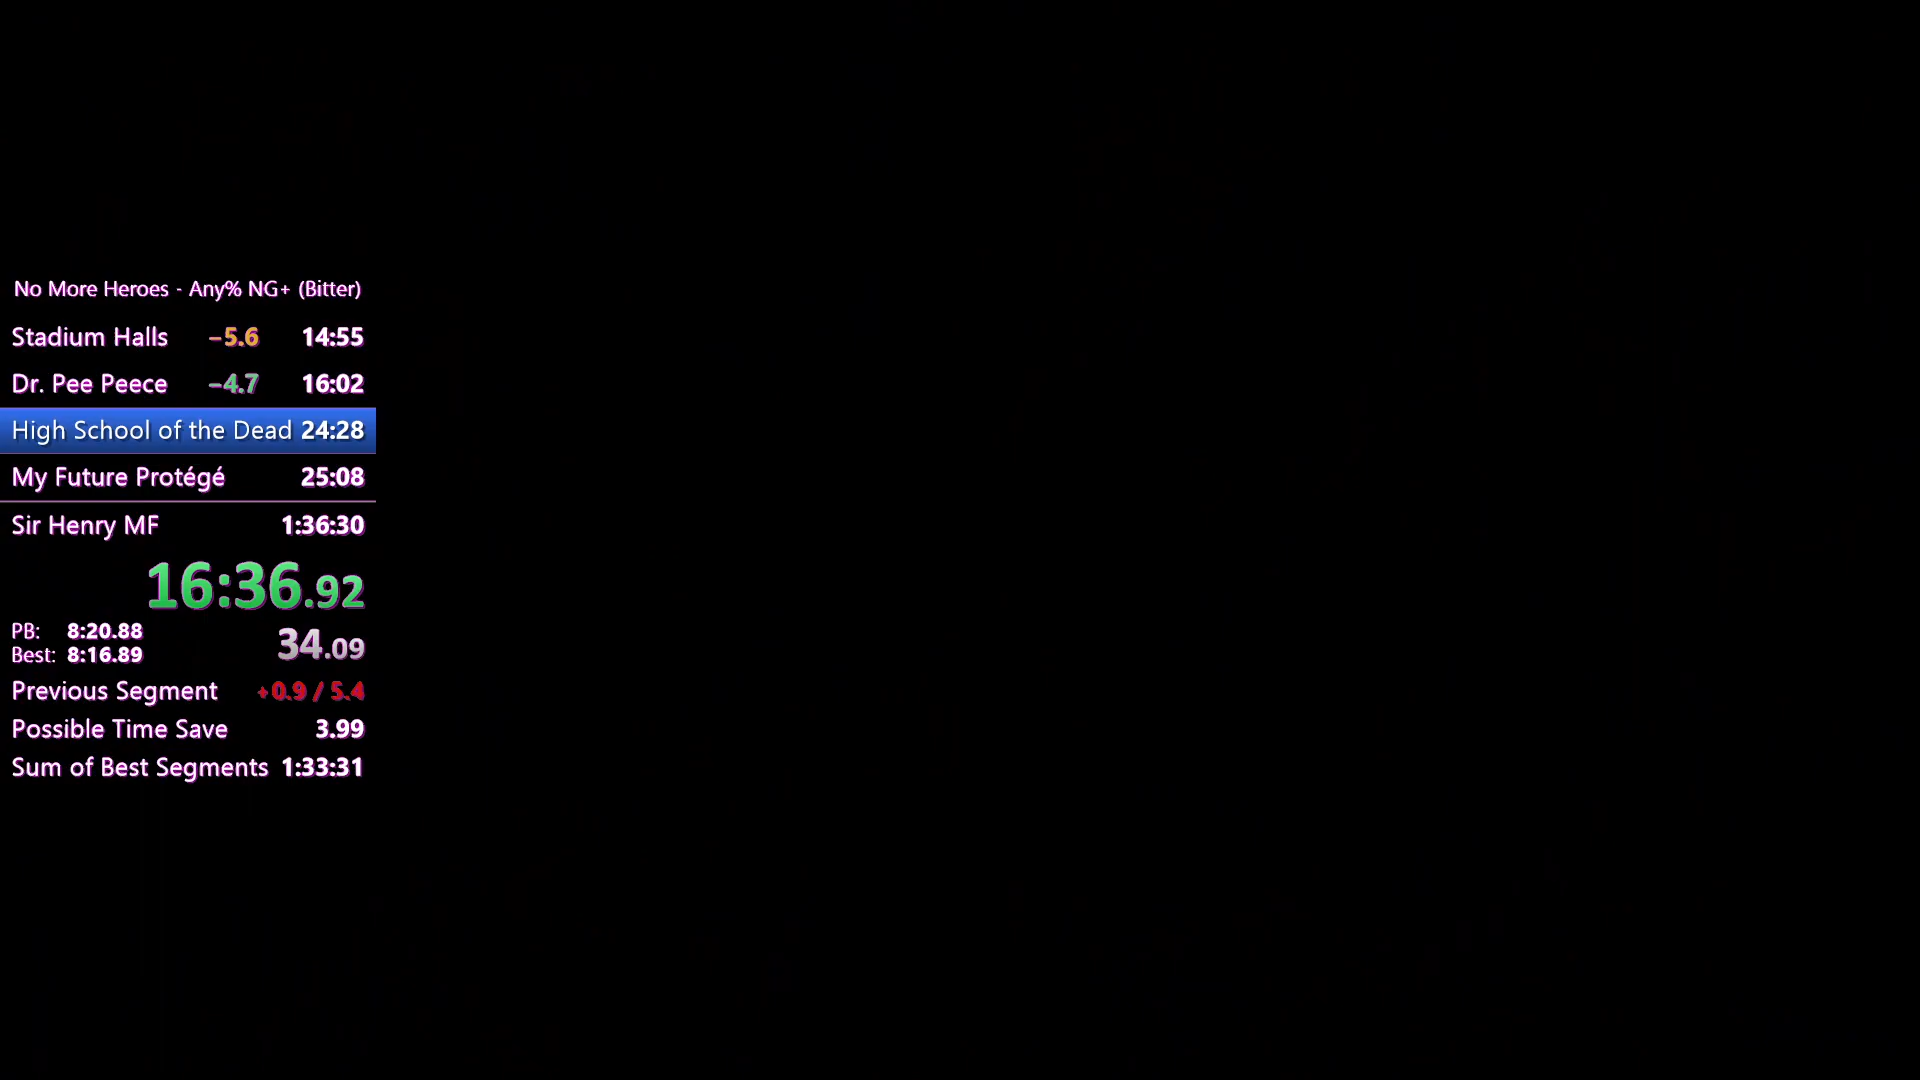 No More Heroes - Any% NG+ (Bitter)
Stadium Halls −5.6 14:55
Dr. Pee Peece −4.7 16:02
High School of the Dead 24:28
My Future Protégé 25:08
Sir Henry MF 1:36:30
16:36.92
PB: 8:20.88
34.09
Best: 8:16.89
Previous Segment +0.9 / 5.4
Possible Time Save 3.99
Sum of Best Segments 1:33:31